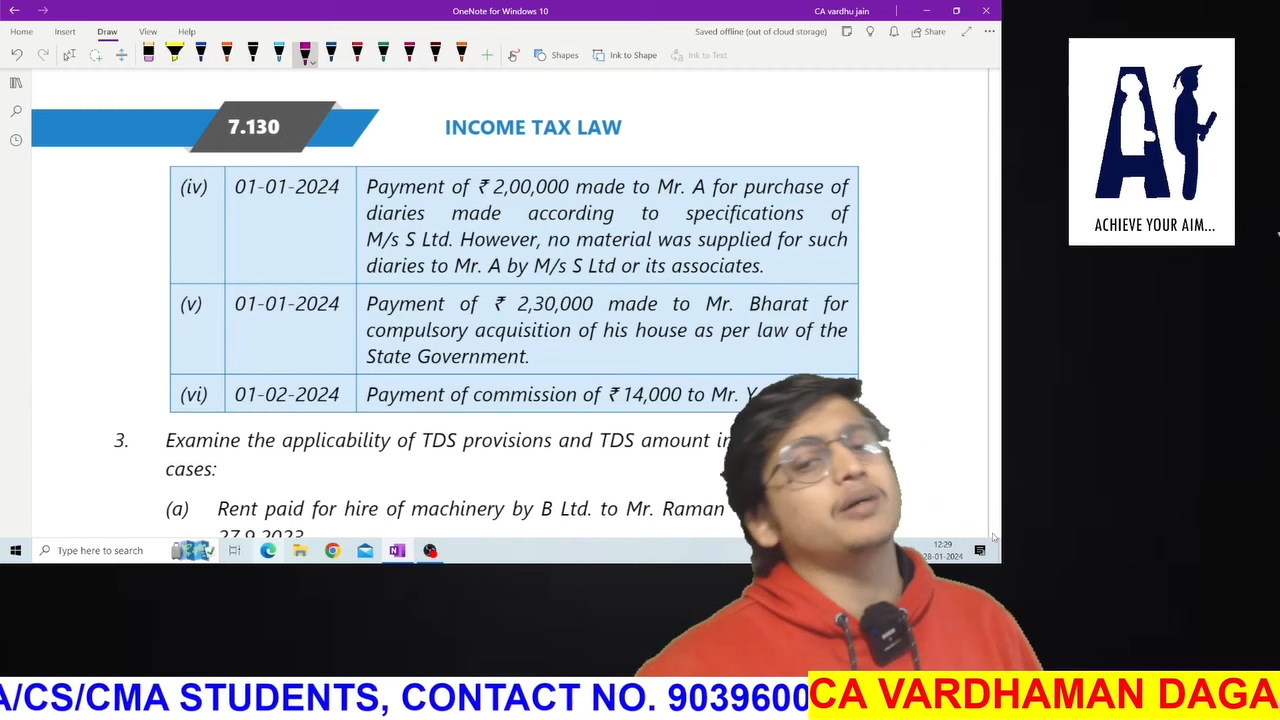 OneNote for Windows 10
CA vardhu jain
Home Insert Draw View Help
Saved offline (out of cloud storage)
Share
Shapes
Ink to Shape
Ink to Text
7.130 INCOME TAX LAW
(iv) 01-01-2024 Payment of ₹ 2,00,000 made to Mr. A for purchase of
diaries made according to specifications of
M/s S Ltd. However, no material was supplied for such
diaries to Mr. A by M/s S Ltd or its associates.
(v) 01-01-2024 Payment of ₹ 2,30,000 made to Mr. Bharat for
compulsory acquisition of his house as per law of the
State Government.
(vi) 01-02-2024 Payment of commission of ₹ 14,000 to Mr. Y
3. Examine the applicability of TDS provisions and TDS amount in
cases:
(a) Rent paid for hire of machinery by B Ltd. to Mr. Raman
27.9.2023
Type here to search
12:29
28-01-2024
ACHIEVE YOUR AIM...
A/CS/CMA STUDENTS, CONTACT NO. 9039600
CA VARDHAMAN DAGA